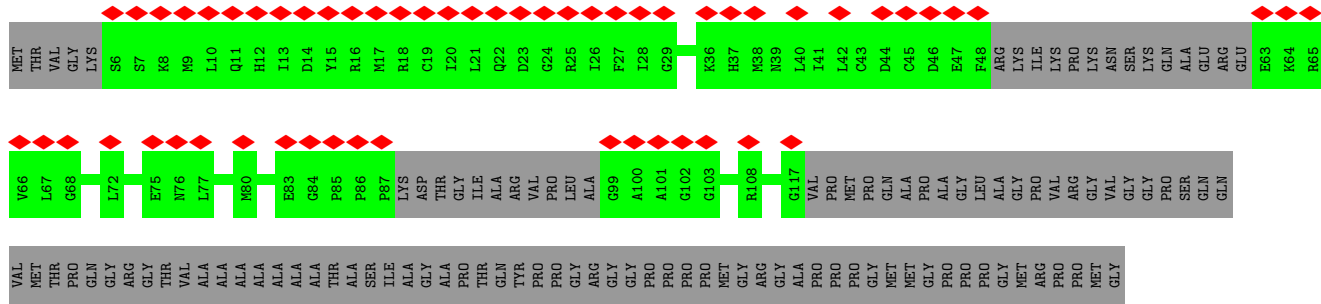 MET THR VAL GLY LYS S6 S7 K8 M9 L10 Q11 H12 I13 D14 Y15 R16 M17 R18 C19 I20 L21 Q22 D23 G24 R25 I26 F27 I28 G29 K36 H37 M38 N39 L40 I41 L42 C43 D44 C45 D46 E47 F48 ARG LYS ILE LYS PRO LYS ASN SER LYS GLN ALA GLU ARG GLU E63 K64 R65
V66 L67 G68 L72 E75 N76 L77 M80 E83 G84 P85 P86 P87 LYS ASP THR GLY ILE ALA ARG VAL PRO LEU ALA G99 A100 A101 G102 G103 R108 G117 VAL PRO MET PRO GLN ALA PRO ALA GLY LEU ALA GLY PRO VAL ARG GLY VAL GLY GLY PRO SER GLN GLN
VAL MET THR PRO GLN GLY ARG GLY THR VAL ALA ALA ALA ALA ALA ALA ALA THR ALA SER ILE ALA GLY ALA PRO THR GLN TYR PRO PRO GLY ARG GLY GLY PRO PRO PRO PRO MET GLY ARG GLY ALA PRO PRO PRO GLY MET MET GLY PRO PRO PRO GLY MET ARG PRO PRO MET GLY